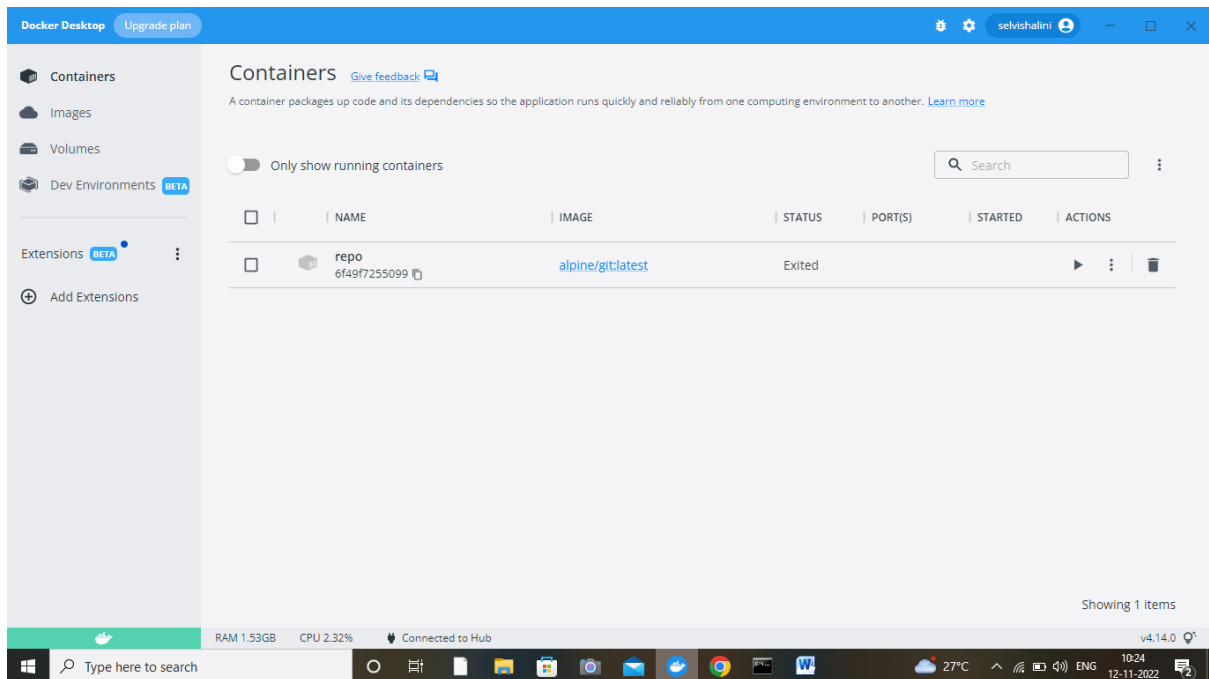 Docker Desktop Upgrade plan selvishalini
Containers
Images
Volumes
Dev Environments BETA
Extensions BETA
Add Extensions
Containers Give feedback
A container packages up code and its dependencies so the application runs quickly and reliably from one computing environment to another. Learn more
Only show running containers Search
NAME IMAGE STATUS PORT(S) STARTED ACTIONS
repo
6f49f7255099 alpine/git:latest Exited
Showing 1 items
RAM 1.53GB CPU 2.32% Connected to Hub v4.14.0
Type here to search 27°C ENG 10:24
12-11-2022 2